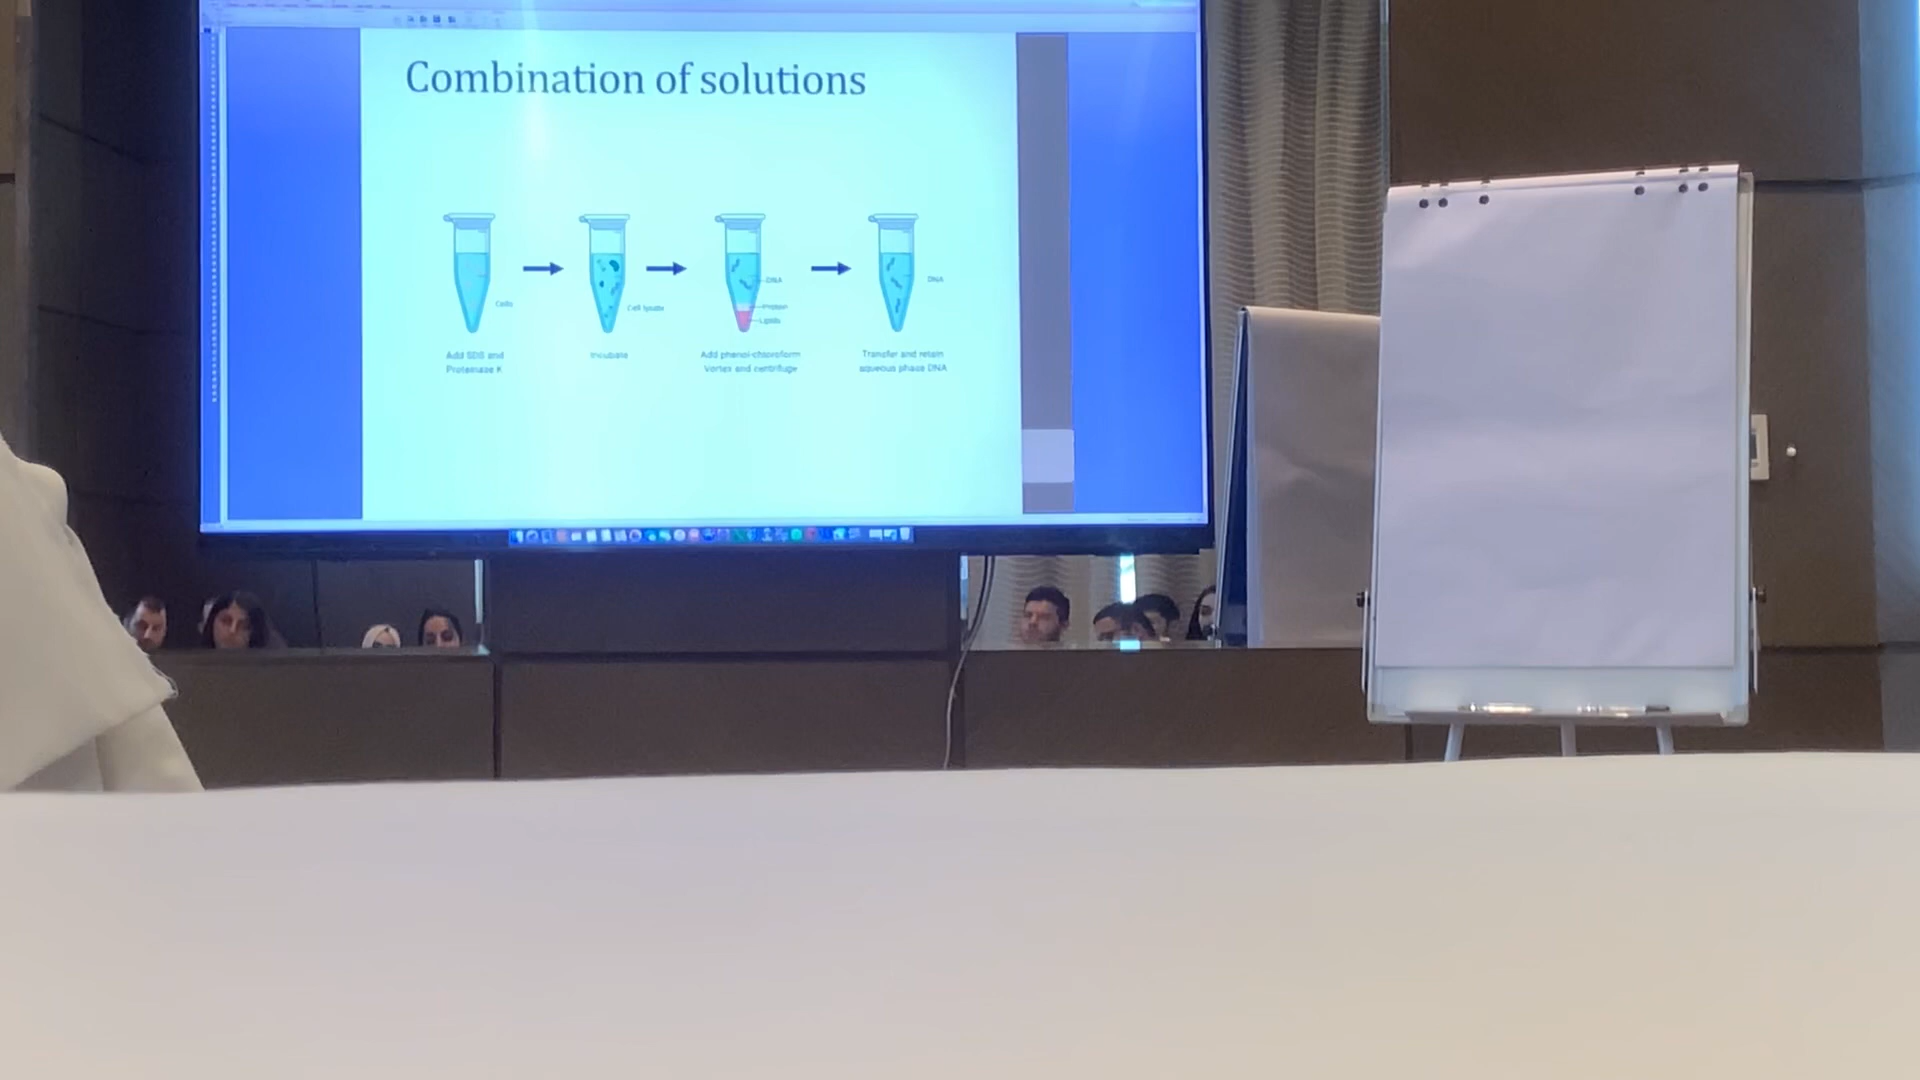 Combination of solutions
Cells
Cell lysate
DNA
Protein
Lipids
DNA
Add SDS and
Proteinase K
Incubate
Add phenol-chloroform
Vortex and centrifuge
Transfer and retain
aqueous phase DNA